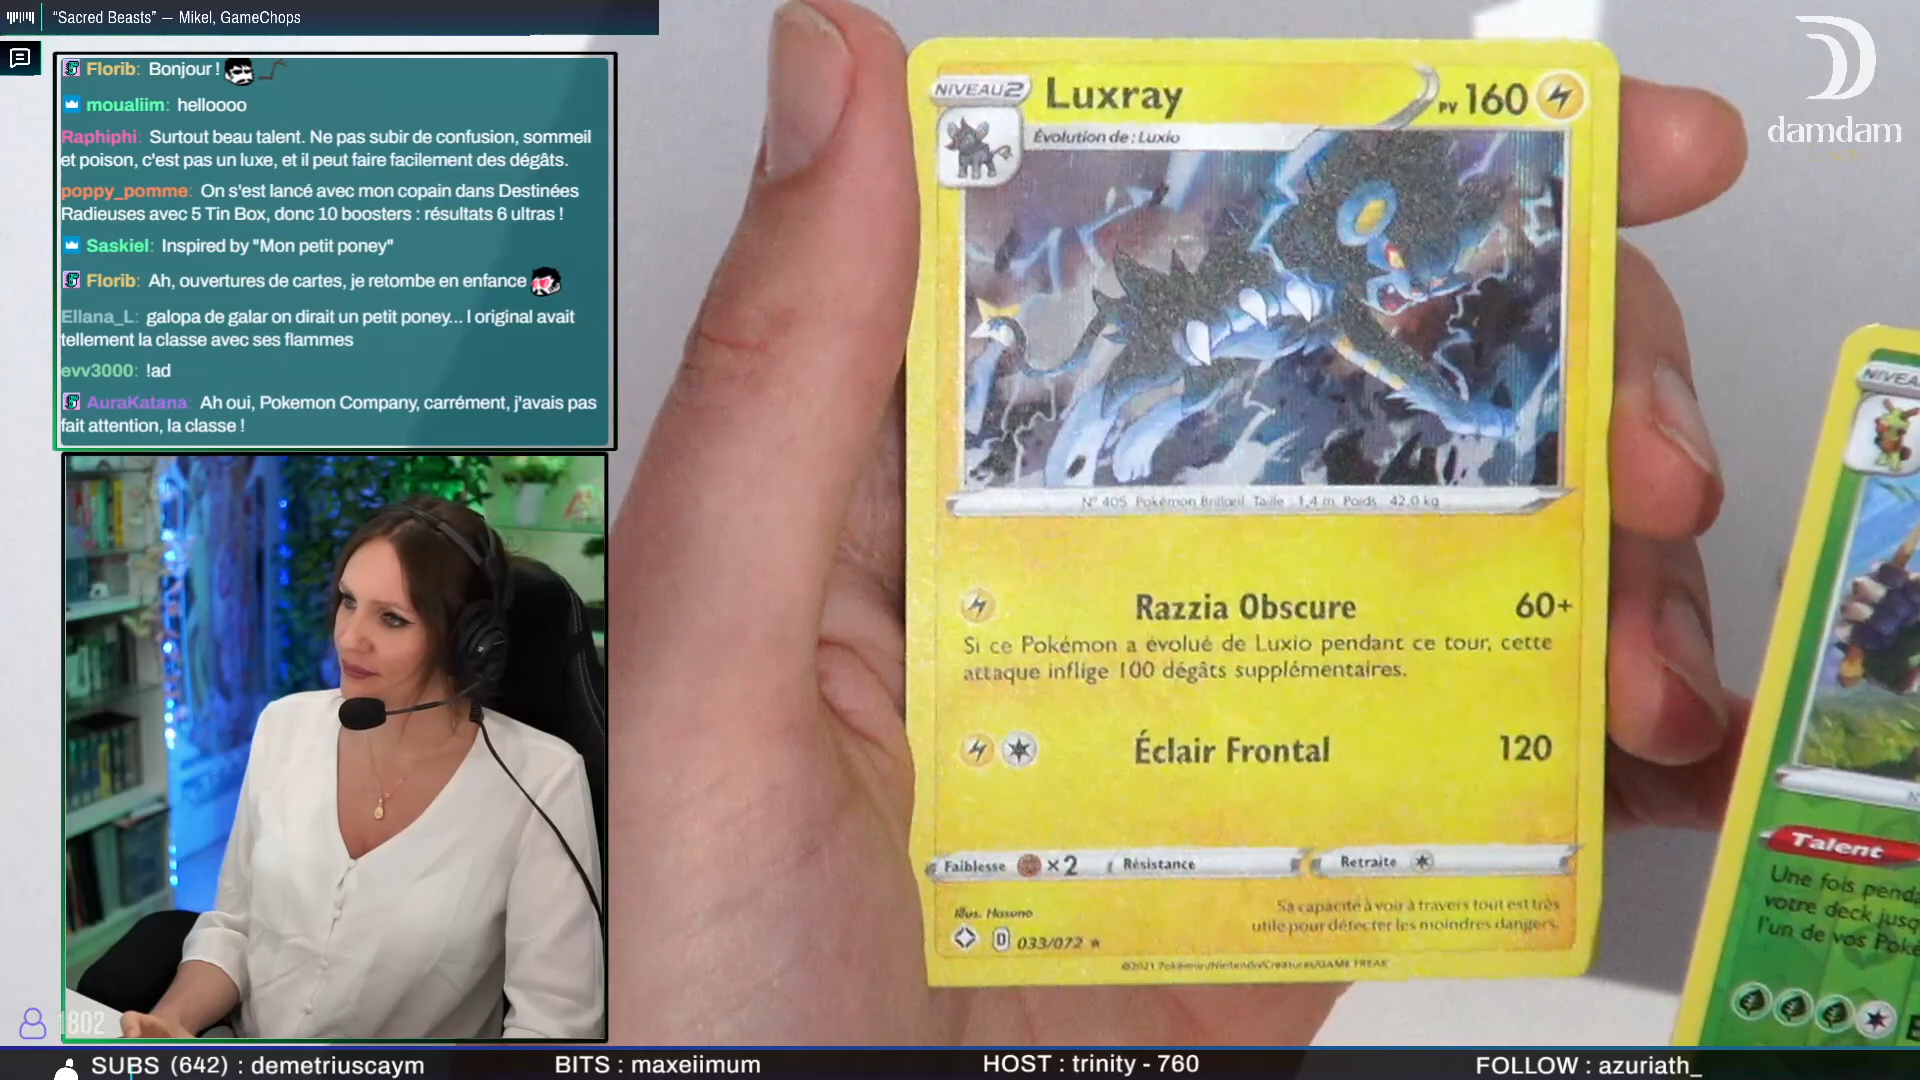 “Sacred Beasts” — Mikel, GameChops
Florib: Bonjour !
moualiim: helloooo
Raphiphi: Surtout beau talent. Ne pas subir de confusion, sommeil
et poison, c'est pas un luxe, et il peut faire facilement des dégâts.
poppy_pomme: On s'est lancé avec mon copain dans Destinées
Radieuses avec 5 Tin Box, donc 10 boosters : résultats 6 ultras !
Saskiel: Inspired by "Mon petit poney"
Florib: Ah, ouvertures de cartes, je retombe en enfance
Ellana_L: galopa de galar on dirait un petit poney... l original avait
tellement la classe avec ses flammes
evv3000: !ad
AuraKatana: Ah oui, Pokemon Company, carrément, j'avais pas
fait attention, la classe !
damdam
NIVEAU 2
Luxray
PV 160
Évolution de : Luxio
N° 405 Pokémon Brillœil Taille : 1,4 m Poids : 42.0 kg
Razzia Obscure 60+
Si ce Pokémon a évolué de Luxio pendant ce tour, cette
attaque inflige 100 dégâts supplémentaires.
Éclair Frontal 120
Faiblesse ×2 Résistance Retraite
Illus. Hasuno
Sa capacité à voir à travers tout est très
utile pour détecter les moindres dangers.
D 033/072 ★
©2021 Pokémon/Nintendo/Creatures/GAME FREAK
Talent
Une fois
votre deck
l'un de vos
1802
SUBS (642) : demetriuscaym
BITS : maxeiimum
HOST : trinity - 760
FOLLOW : azuriath_